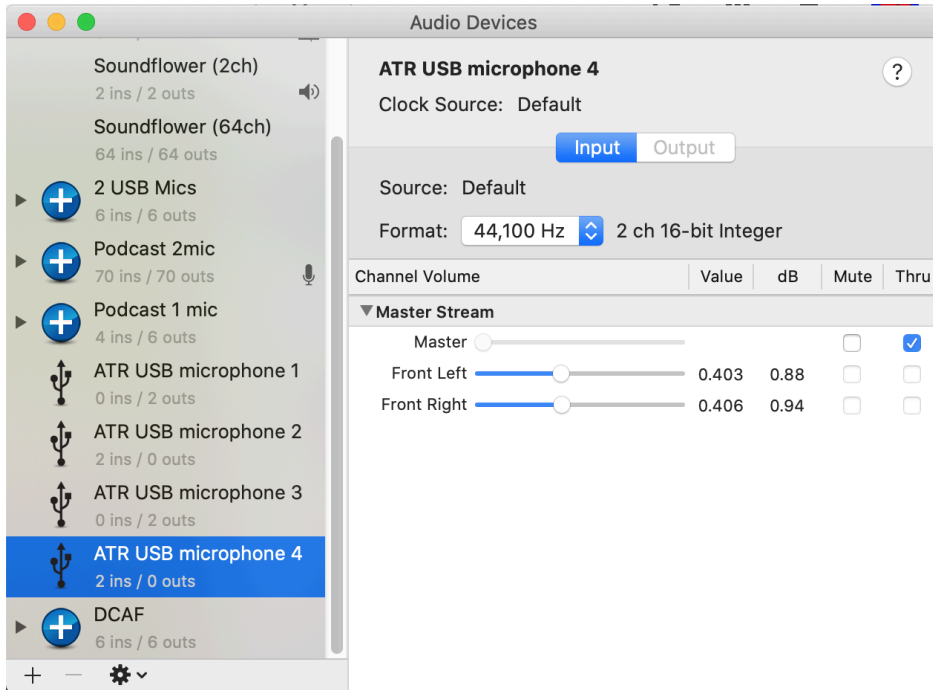 Audio Devices
Soundflower (2ch)
2 ins / 2 outs
Soundflower (64ch)
64 ins / 64 outs
2 USB Mics
6 ins / 6 outs
Podcast 2mic
70 ins / 70 outs
Podcast 1 mic
4 ins / 6 outs
ATR USB microphone 1
0 ins / 2 outs
ATR USB microphone 2
2 ins / 0 outs
ATR USB microphone 3
0 ins / 2 outs
ATR USB microphone 4
2 ins / 0 outs
DCAF
6 ins / 6 outs
ATR USB microphone 4
?
Clock Source: Default
Input Output
Source: Default
Format: 44,100 Hz 2 ch 16-bit Integer
Channel Volume Value dB Mute Thru
Master Stream
Master
Front Left 0.403 0.88
Front Right 0.406 0.94